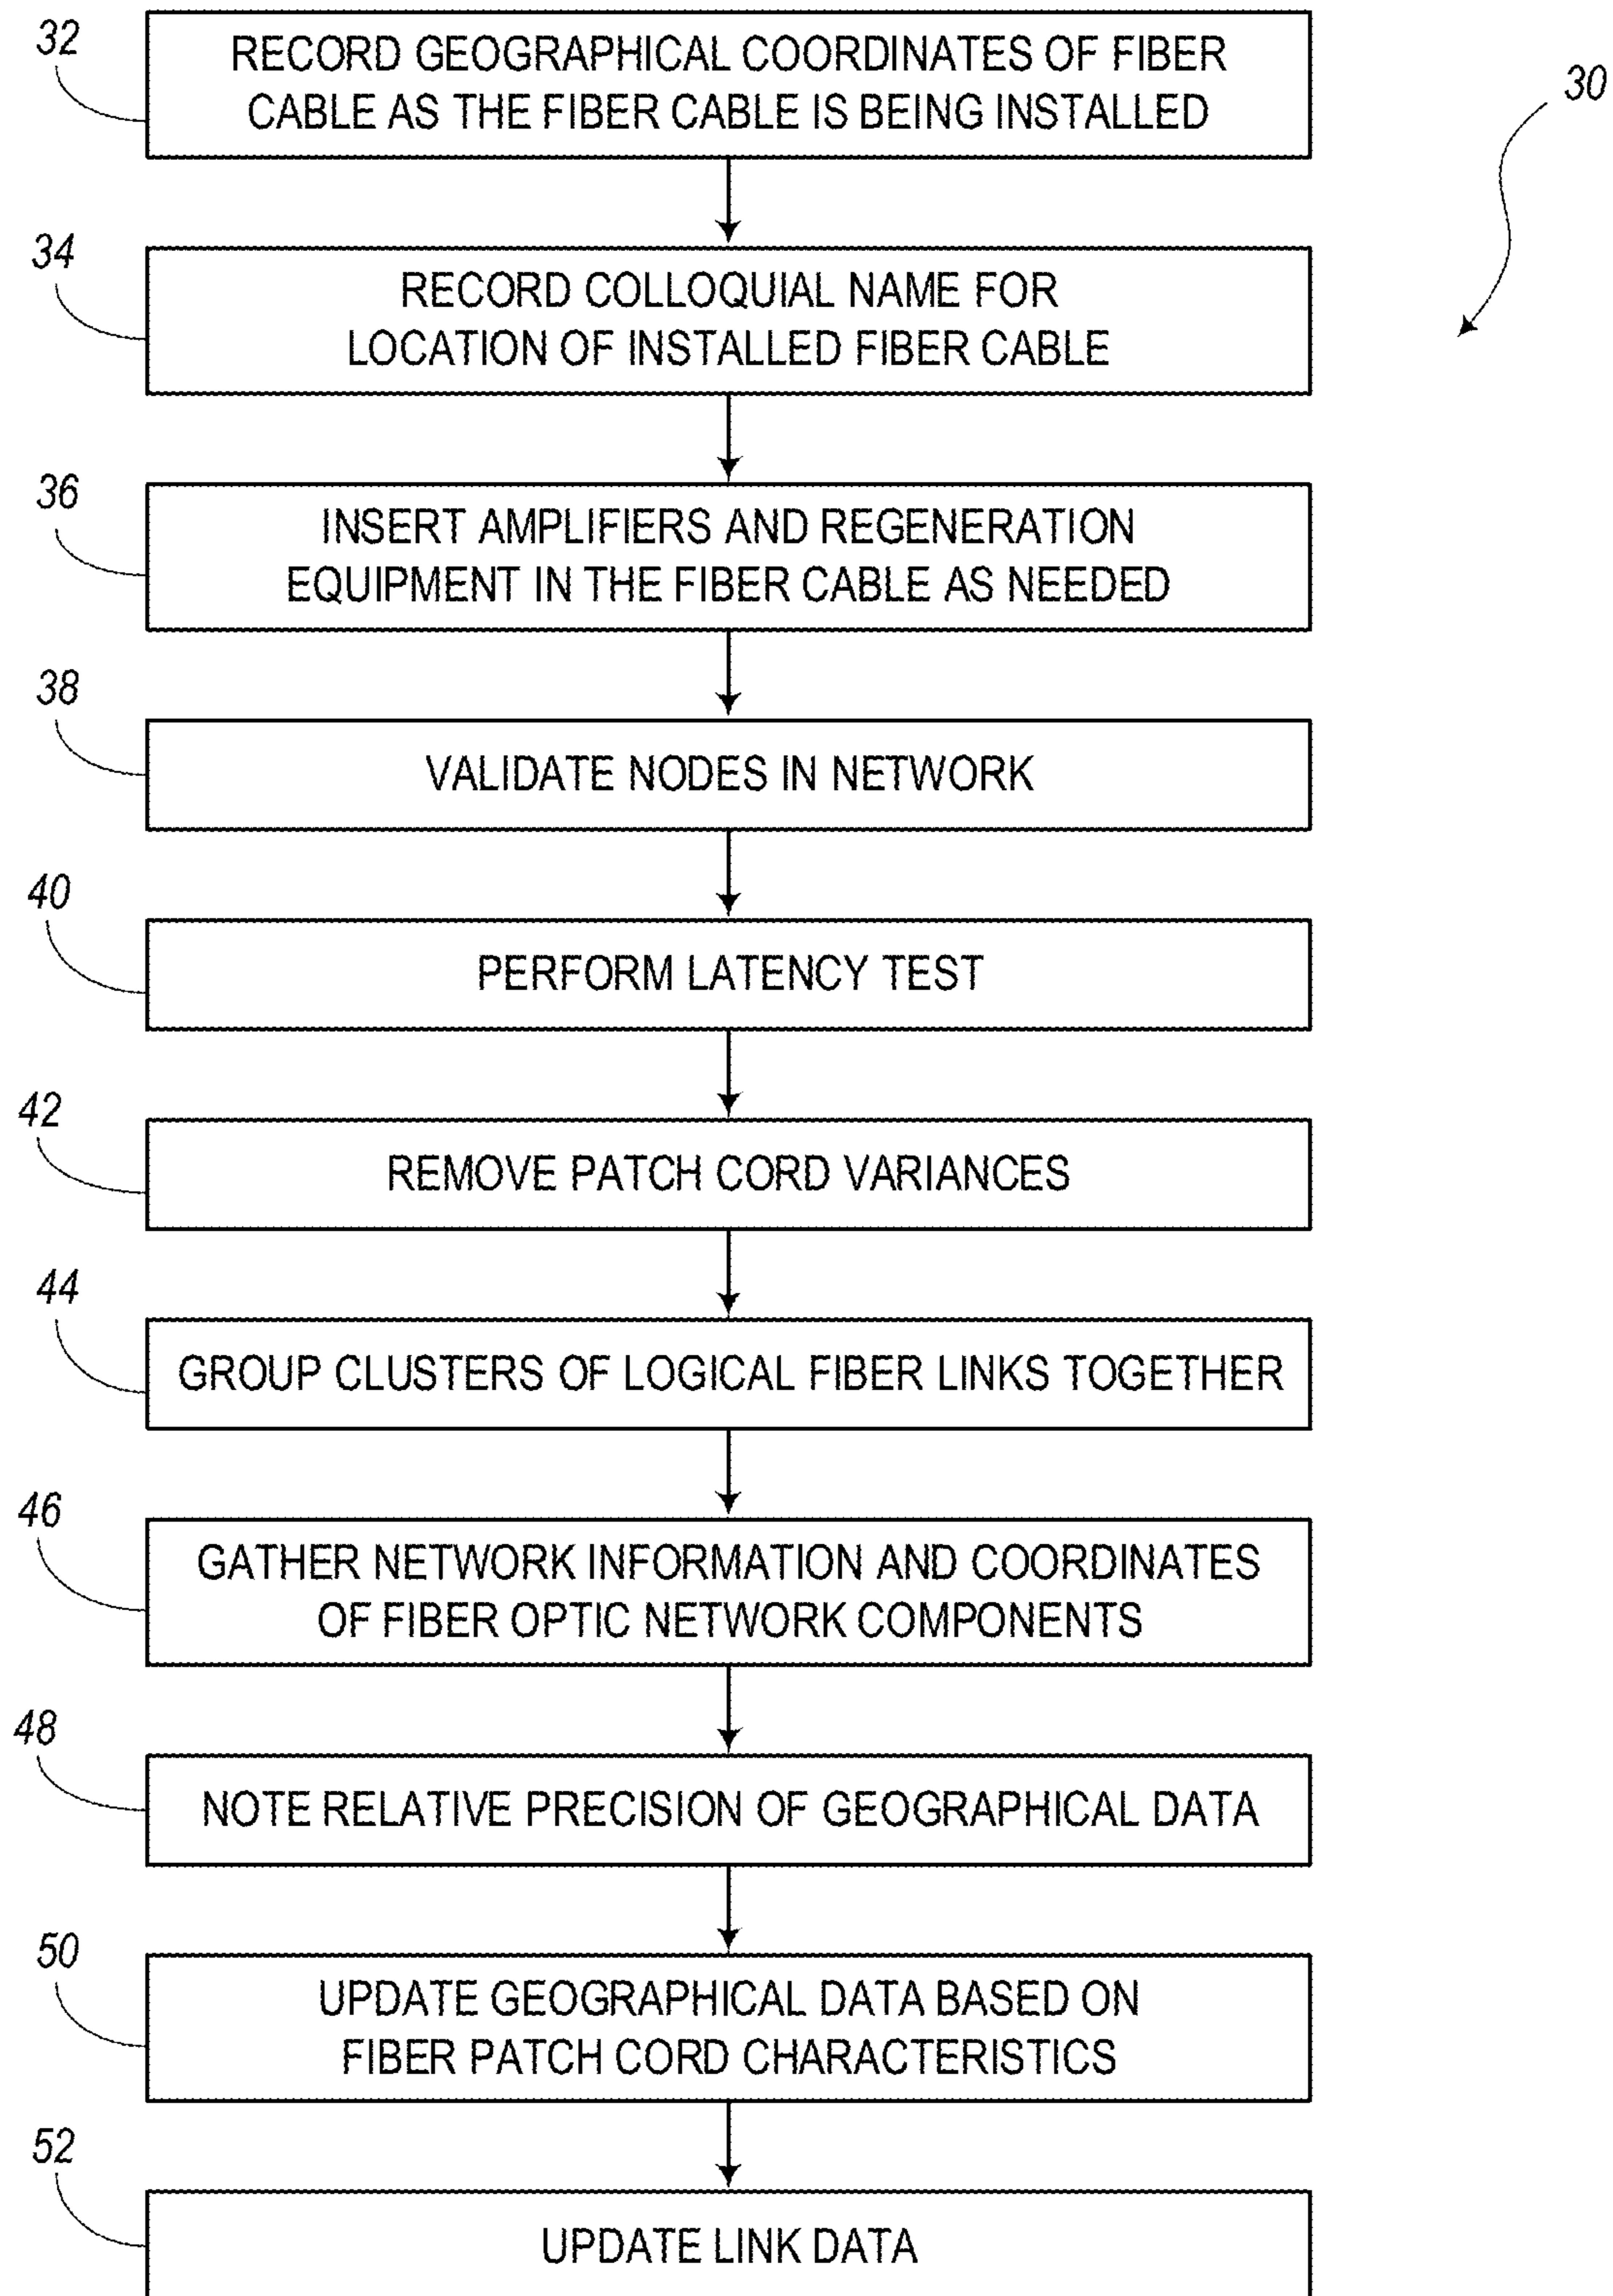 32
RECORD GEOGRAPHICAL COORDINATES OF FIBER
CABLE AS THE FIBER CABLE IS BEING INSTALLED
30
34
RECORD COLLOQUIAL NAME FOR
LOCATION OF INSTALLED FIBER CABLE
36
INSERT AMPLIFIERS AND REGENERATION
EQUIPMENT IN THE FIBER CABLE AS NEEDED
38
VALIDATE NODES IN NETWORK
40
PERFORM LATENCY TEST
42
REMOVE PATCH CORD VARIANCES
44
GROUP CLUSTERS OF LOGICAL FIBER LINKS TOGETHER
46
GATHER NETWORK INFORMATION AND COORDINATES
OF FIBER OPTIC NETWORK COMPONENTS
48
NOTE RELATIVE PRECISION OF GEOGRAPHICAL DATA
50
UPDATE GEOGRAPHICAL DATA BASED ON
FIBER PATCH CORD CHARACTERISTICS
52
UPDATE LINK DATA